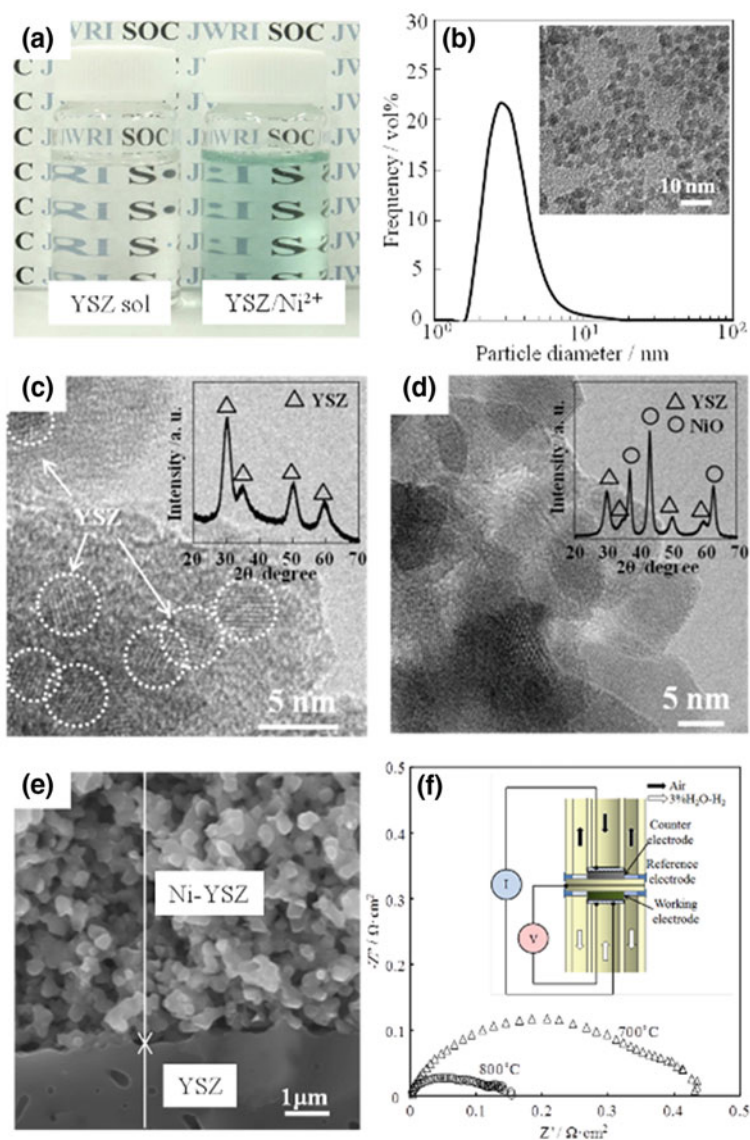 (a)
JWRI SOC
C JWRI SOC JW
YSZ sol
YSZ/Ni²⁺
(b)
Frequency / vol%
30
25
20
15
10
5
0
10⁰
10¹
10²
Particle diameter / nm
10 nm
(c)
YSZ
5 nm
△ YSZ
Intensity /a. u.
20 30 40 50 60 70
2θ degree
(d)
5 nm
△ YSZ
○ NiO
Intensity /a. u.
20 30 40 50 60 70
2θ degree
(e)
Ni-YSZ
YSZ
1μm
(f)
-Z''/ Ω·cm²
0.5
0.4
0.3
0.2
0.1
0
0 0.1 0.2 0.3 0.4 0.5
Z'/ Ω·cm²
Air
3%H₂O-H₂
Counter
electrode
Reference
electrode
Working
electrode
I
V
700°C
800°C